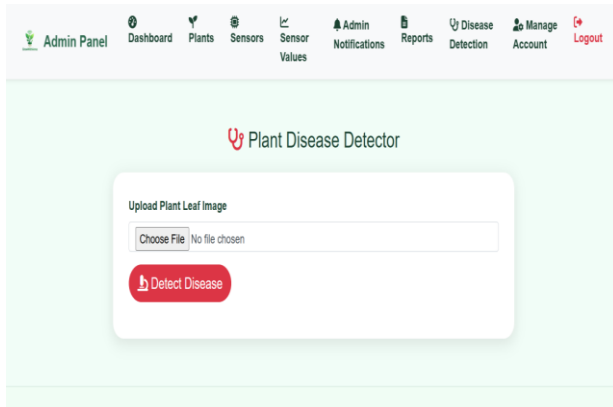 Admin Panel
Dashboard
Plants
Sensors
Sensor
Values
Admin
Notifications
Reports
Disease
Detection
Manage
Account
Logout
Plant Disease Detector
Upload Plant Leaf Image
Choose File No file chosen
Detect Disease